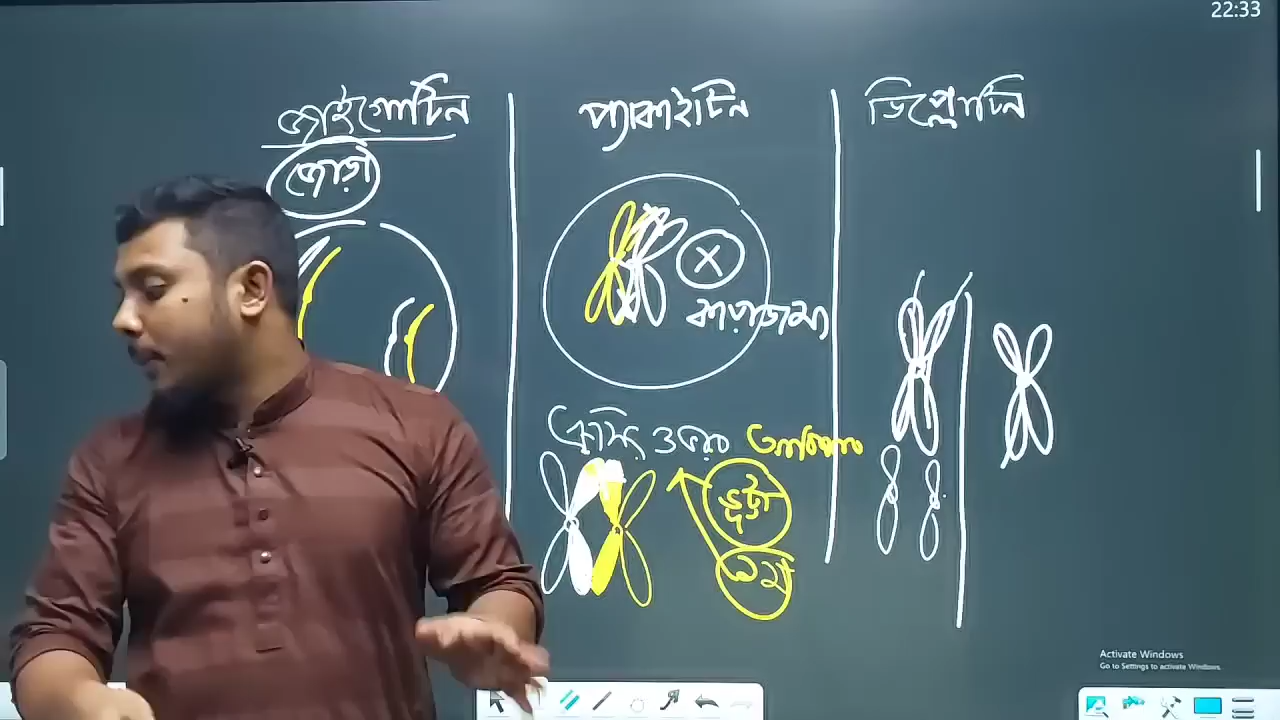 22:33
জাইগোটিন
জোড়া
প্যাকাইটিন
X
কায়াজমা
ক্রসিং ওভার
ভুট্টা
ডিপ্লোটিন
Activate Windows
Go to Settings to activate Windows.